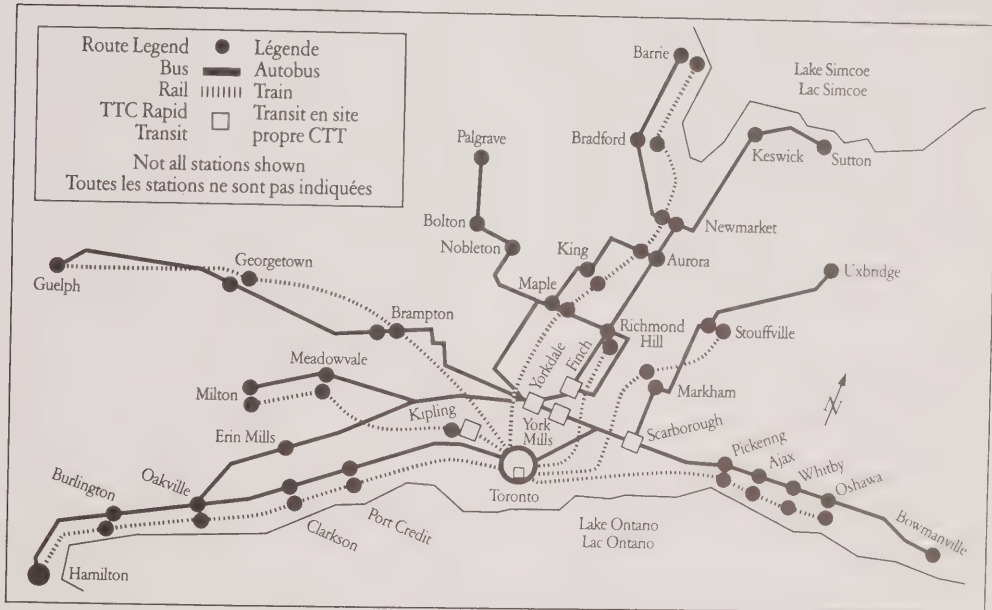 Route Legend Légende
Bus Autobus
Rail Train
TTC Rapid Transit en site
Transit propre CTT
Not all stations shown
Toutes les stations ne sont pas indiquées
Barrie
Lake Simcoe
Lac Simcoe
Palgrave
Bradford
Keswick
Sutton
Bolton
Nobleton
Newmarket
King
Aurora
Georgetown
Guelph
Uxbridge
Maple
Brampton
Richmond
Hill
Stouffville
Yorkdale
Finch
Meadowvale
Milton
Markham
Kipling
York
Mills
Scarborough
N
Erin Mills
Pickering
Ajax
Whitby
Oshawa
Bowmanville
Burlington
Oakville
Toronto
Clarkson
Port Credit
Lake Ontario
Lac Ontario
Hamilton